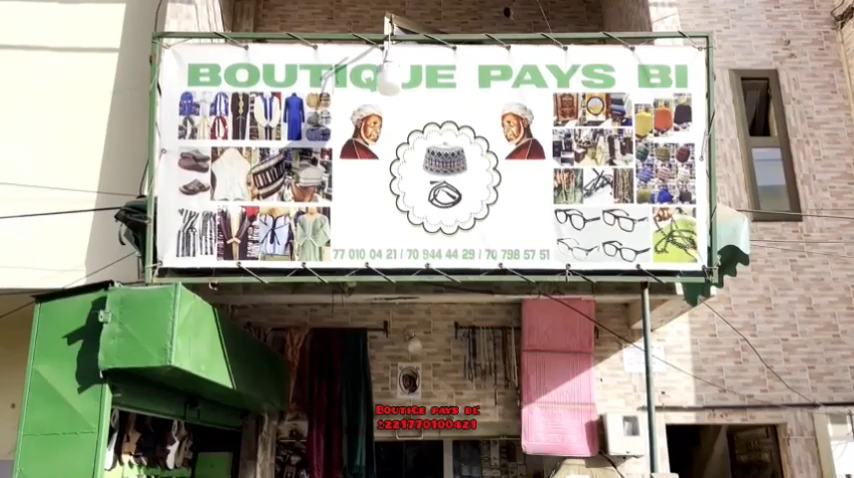 BOUTIQUE PAYS BI
77 010 04 21 / 70 944 44 29 / 70 798 57 51
Boutice pays bi
+221770100421